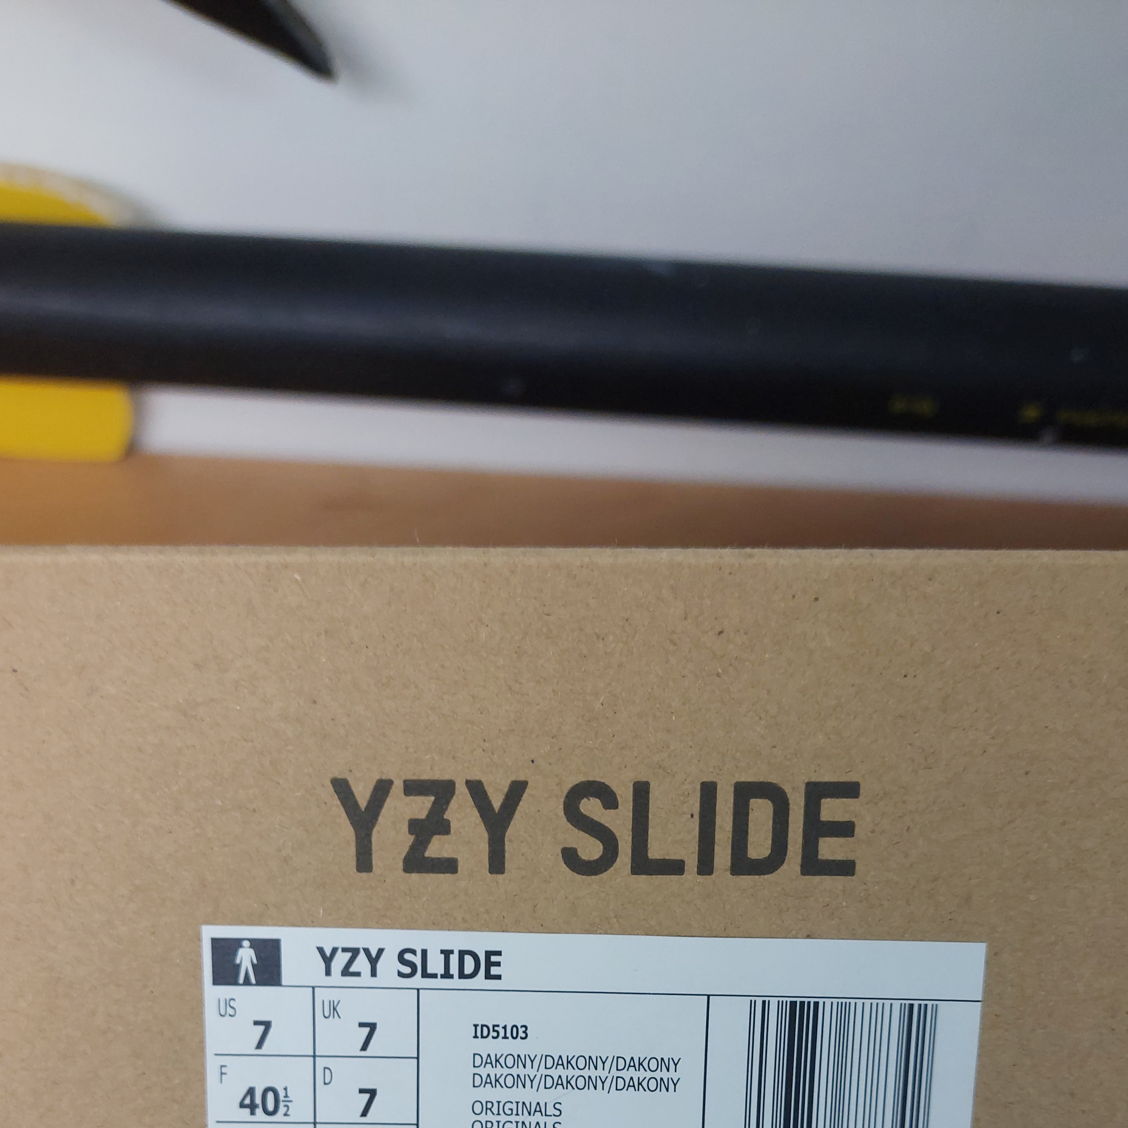 YZY SLIDE
YZY SLIDE
US 7
UK 7
F 40½
D 7
ID5103
DAKONY/DAKONY/DAKONY
DAKONY/DAKONY/DAKONY
ORIGINALS
ORIGINALS